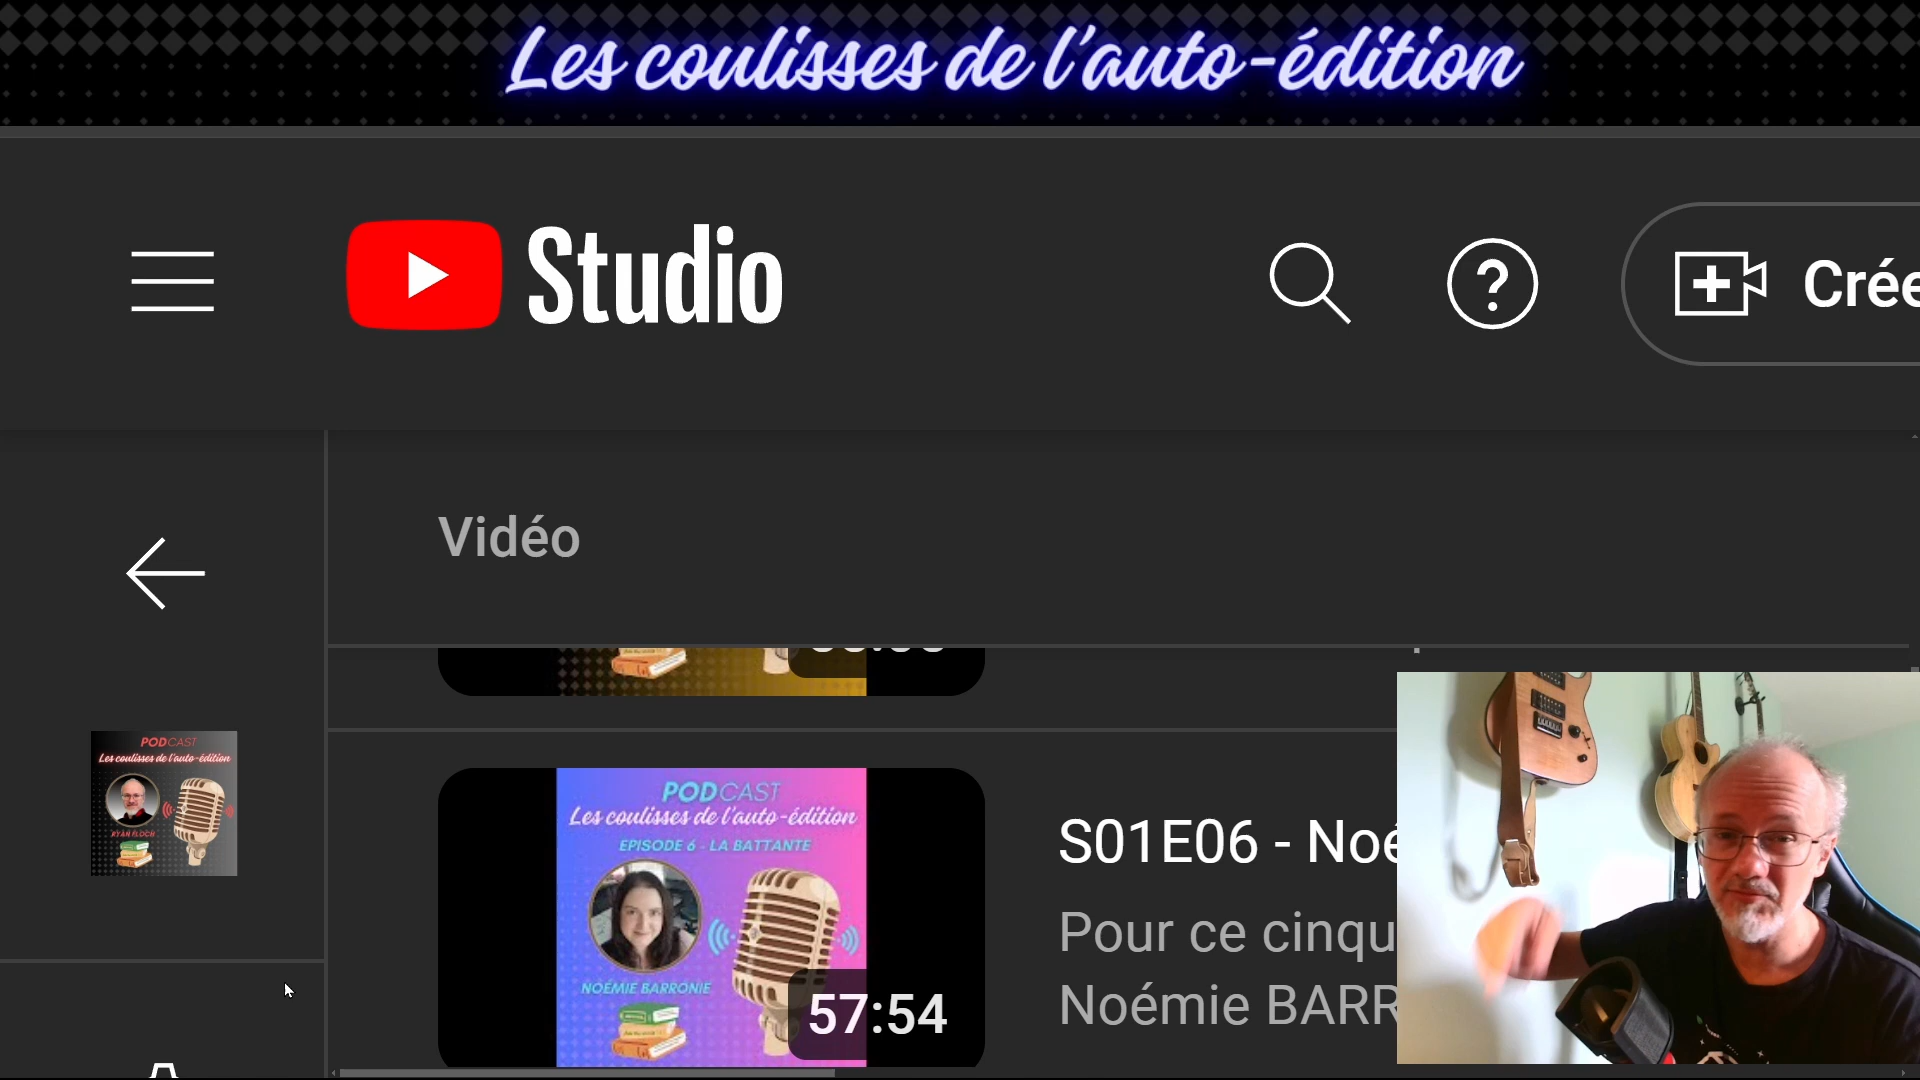 Les coulisses de l'auto-édition
Studio
Crée
Vidéo
PODCAST
Les coulisses de l'auto-édition
PODCAST
Les coulisses de l'auto-édition
EPISODE 6 - LA BATTANTE
NOÉMIE BARRONIE
57:54
S01E06 - Noé
Pour ce cinqu
Noémie BARR